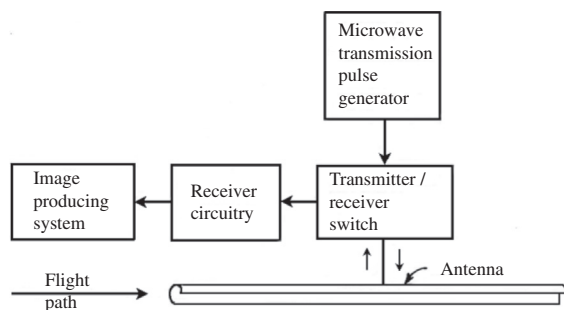 Microwave
transmission
pulse
generator
Image
producing
system
Receiver
circuitry
Transmitter /
receiver
switch
Flight
path
Antenna